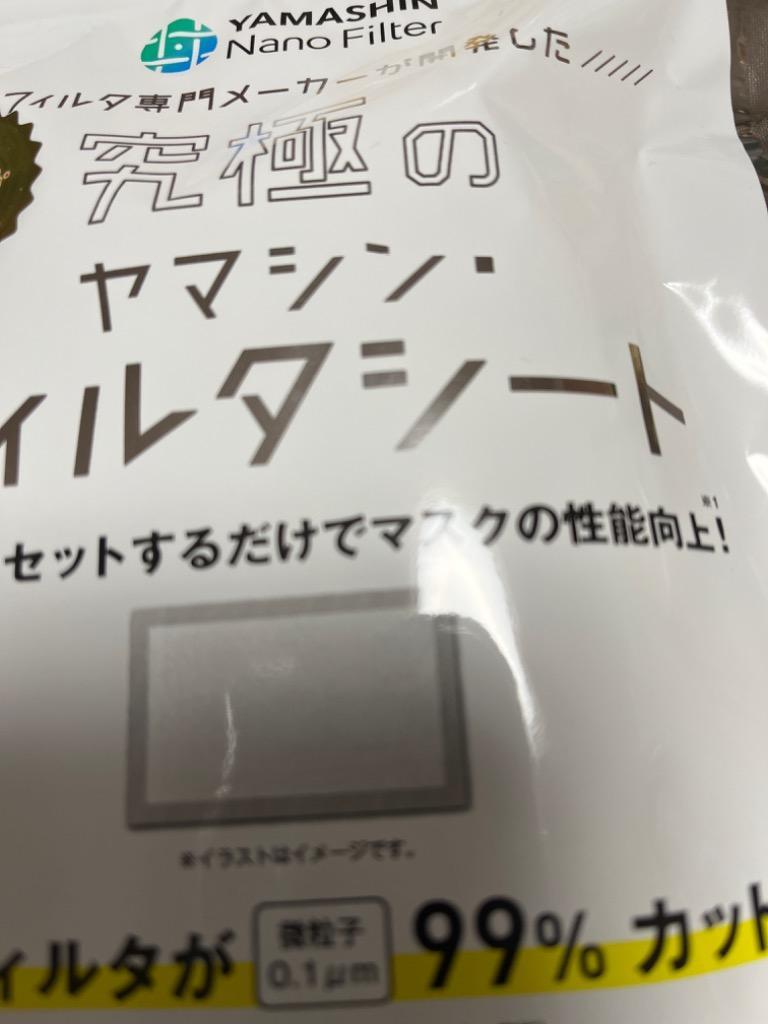 YAMASHIN
Nano Filter
フィルタ専門メーカーが開発した
究極の
ヤマシン・
ィルタシート
セットするだけでマスクの性能向上!
※1
※イラストはイメージです。
ィルタが 微粒子 0.1μm 99% カット